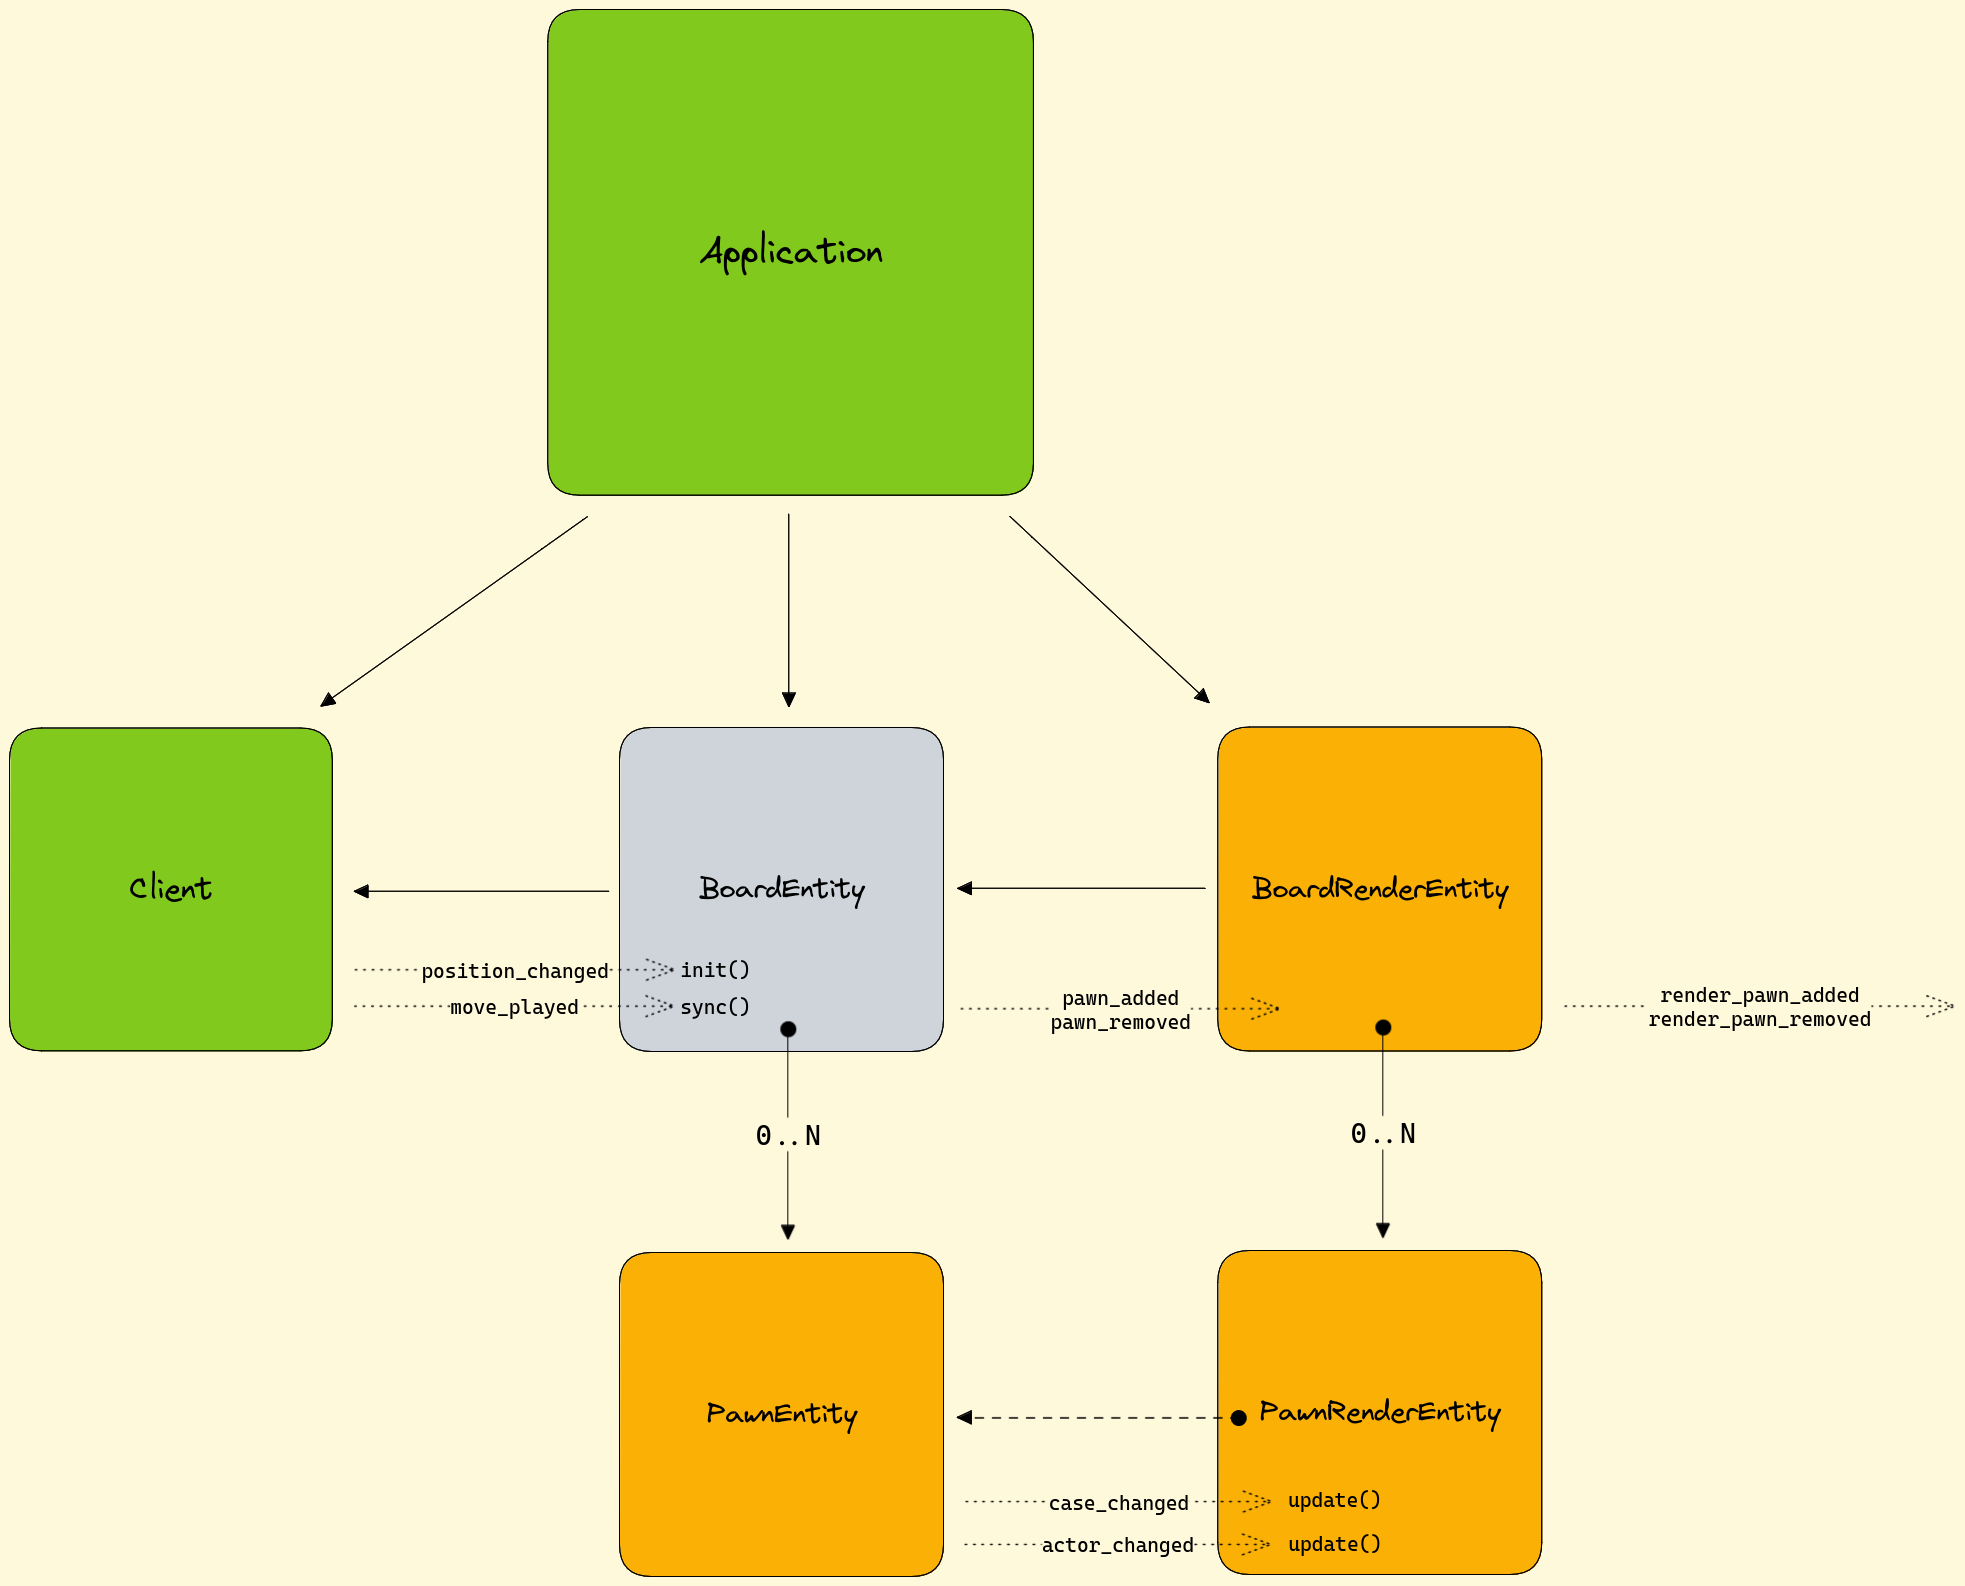 Application
Client
BoardEntity
BoardRenderEntity
position_changed
init()
move_played
sync()
pawn_added
pawn_removed
render_pawn_added
render_pawn_removed
0..N
0..N
PawnEntity
PawnRenderEntity
case_changed
update()
actor_changed
update()